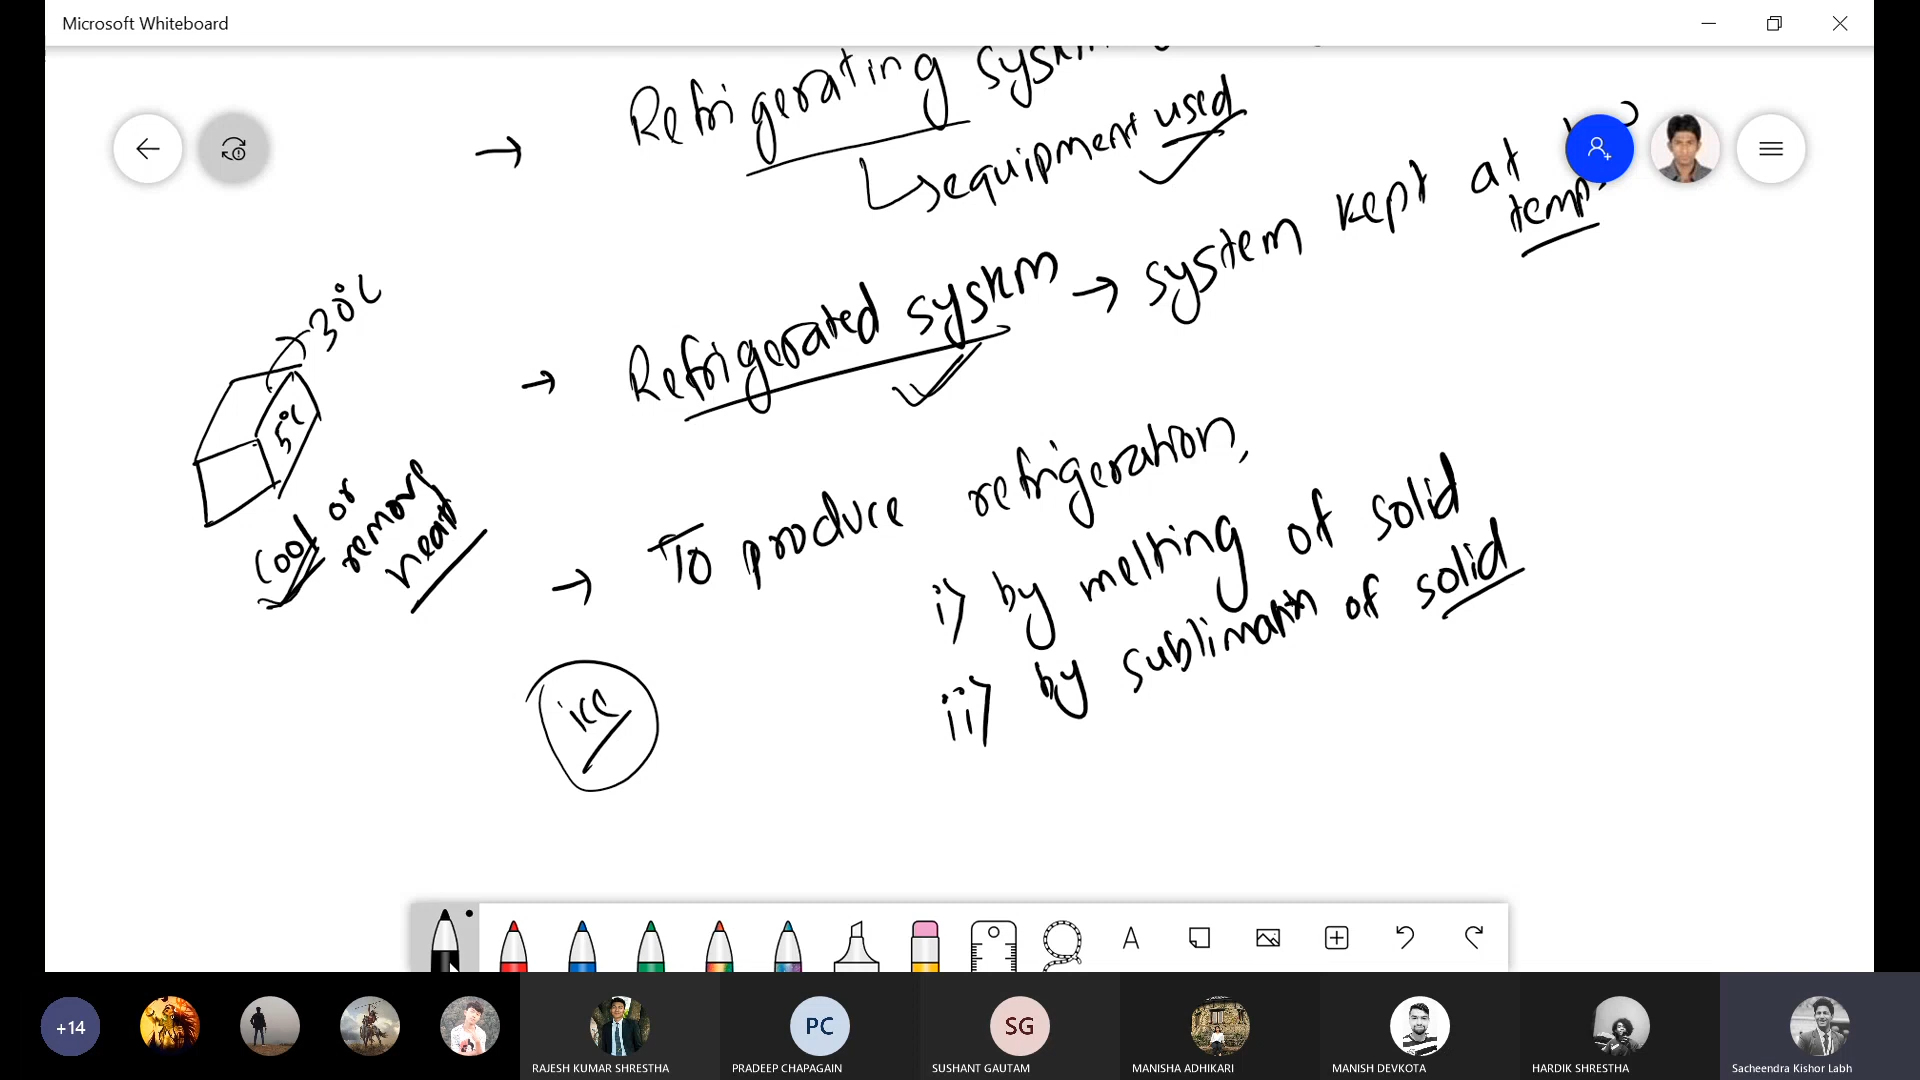 Microsoft Whiteboard
→ Refrigerating system
↳ equipment used
→ Refrigerated system → system kept at
temp.
30°C
5°C
cool or
remove
heat
→ To produce refrigeration,
i) by melting of solid
ii) by sublimatn of solid
ice
A
+14
RAJESH KUMAR SHRESTHA
PC
PRADEEP CHAPAGAIN
SG
SUSHANT GAUTAM
MANISHA ADHIKARI
MANISH DEVKOTA
HARDIK SHRESTHA
Sacheendra Kishor Labh